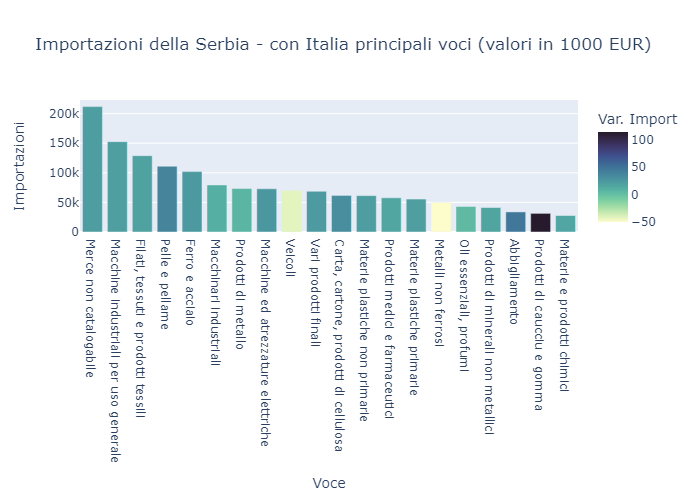 Importazioni della Serbia - con Italia principali voci (valori in 1000 EUR)
Importazioni
200k
150k
100k
50k
0
Merce non catalogabile
Macchine industriali per uso generale
Filati, tessuti e prodotti tessili
Pelle e pellame
Ferro e acciaio
Macchinari industriali
Prodotti di metallo
Macchine ed atrezzature elettriche
Veicoli
Vari prodotti finali
Carta, cartone, prodotti di cellulosa
Materie plastiche non primarie
Prodotti medici e farmaceutici
Materie plastiche primarie
Metalli non ferrosi
Oli essenziali, profumi
Prodotti di minerali non metallici
Abbigliamento
Prodotti di caucciu e gomma
Materie e prodotti chimici
Voce
Var. Import
100
50
0
−50